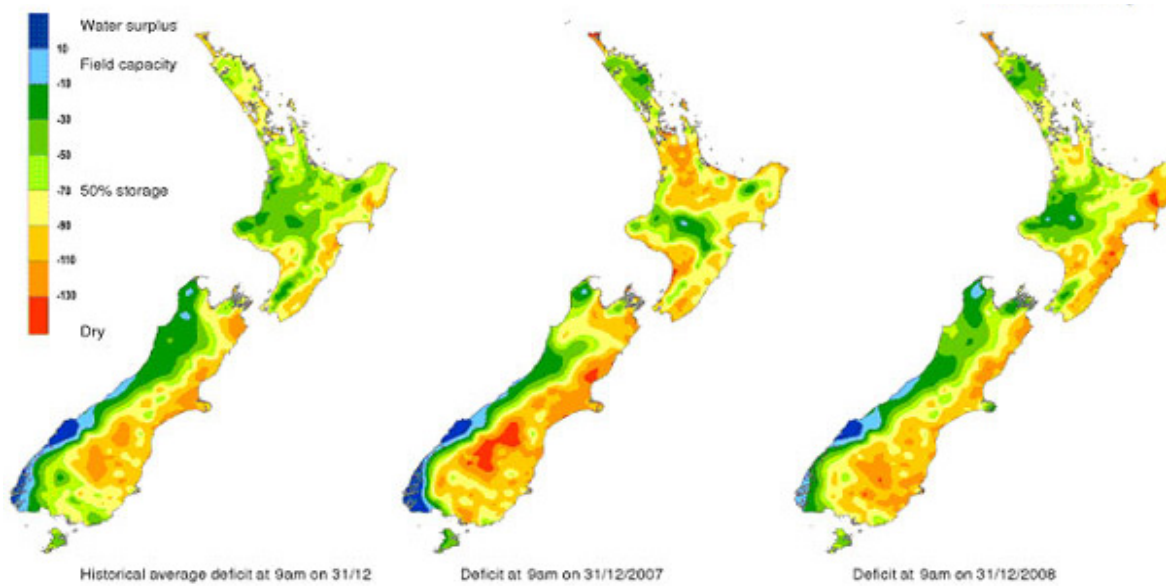 Water surplus
10
Field capacity
-10
-30
-50
-70
50% storage
-90
-110
-130
Dry
Historical average deficit at 9am on 31/12
Deficit at 9am on 31/12/2007
Deficit at 9am on 31/12/2008